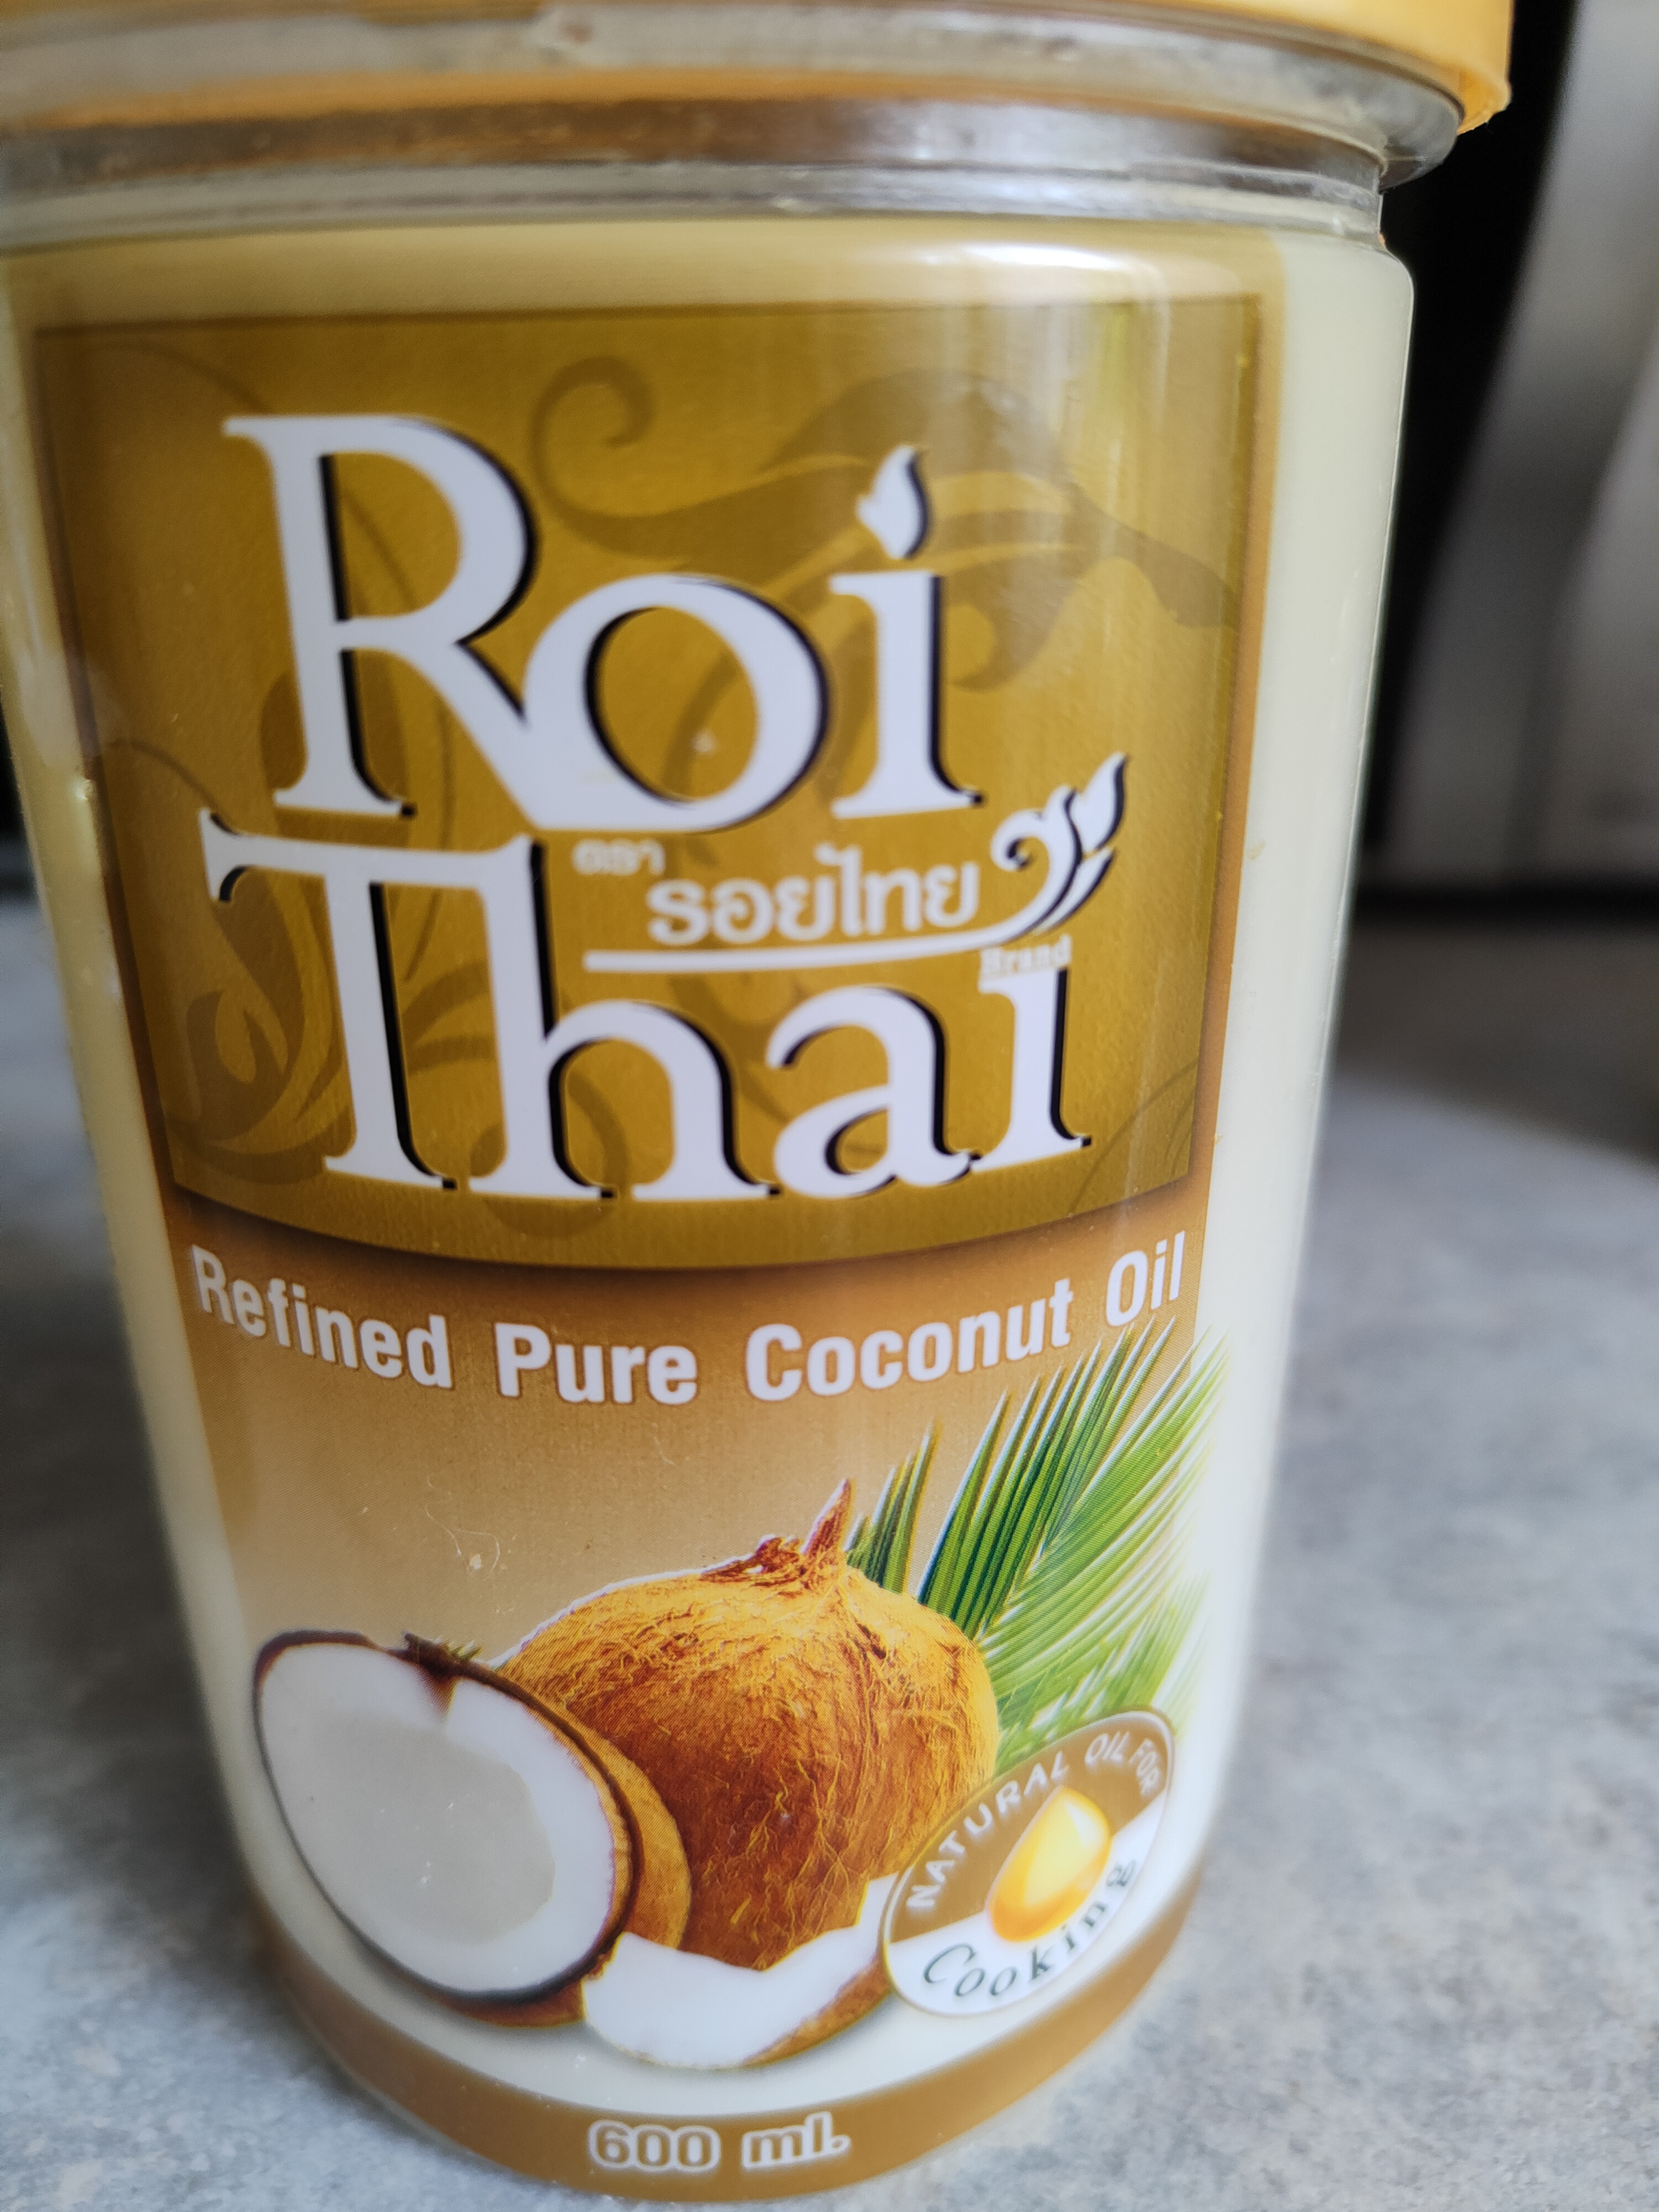 Roi
ตรา
รอยไทย
Brand
Thai
Refined Pure Coconut Oil
NATURAL OIL FOR
Cooking
600 ml.